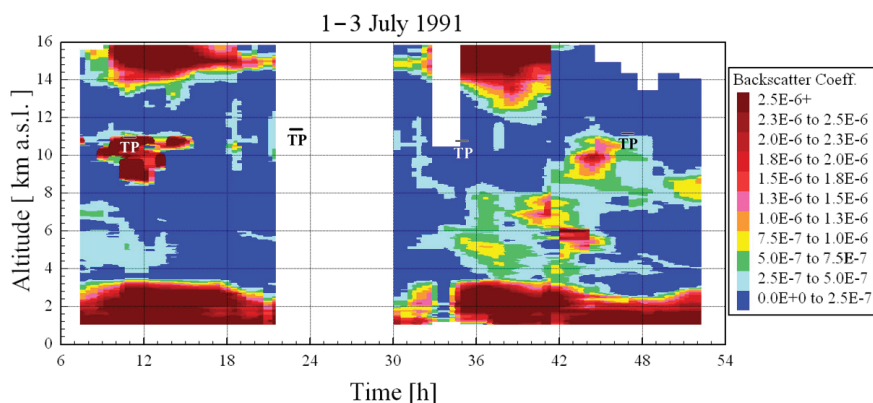 1−3 July 1991
Altitude [ km a.s.l. ]
16
14
12
10
8
6
4
2
0
TP
TP
TP
TP
6
12
18
24
30
36
42
48
54
Time [h]
Backscatter Coeff.
2.5E-6+
2.3E-6 to 2.5E-6
2.0E-6 to 2.3E-6
1.8E-6 to 2.0E-6
1.5E-6 to 1.8E-6
1.3E-6 to 1.5E-6
1.0E-6 to 1.3E-6
7.5E-7 to 1.0E-6
5.0E-7 to 7.5E-7
2.5E-7 to 5.0E-7
0.0E+0 to 2.5E-7